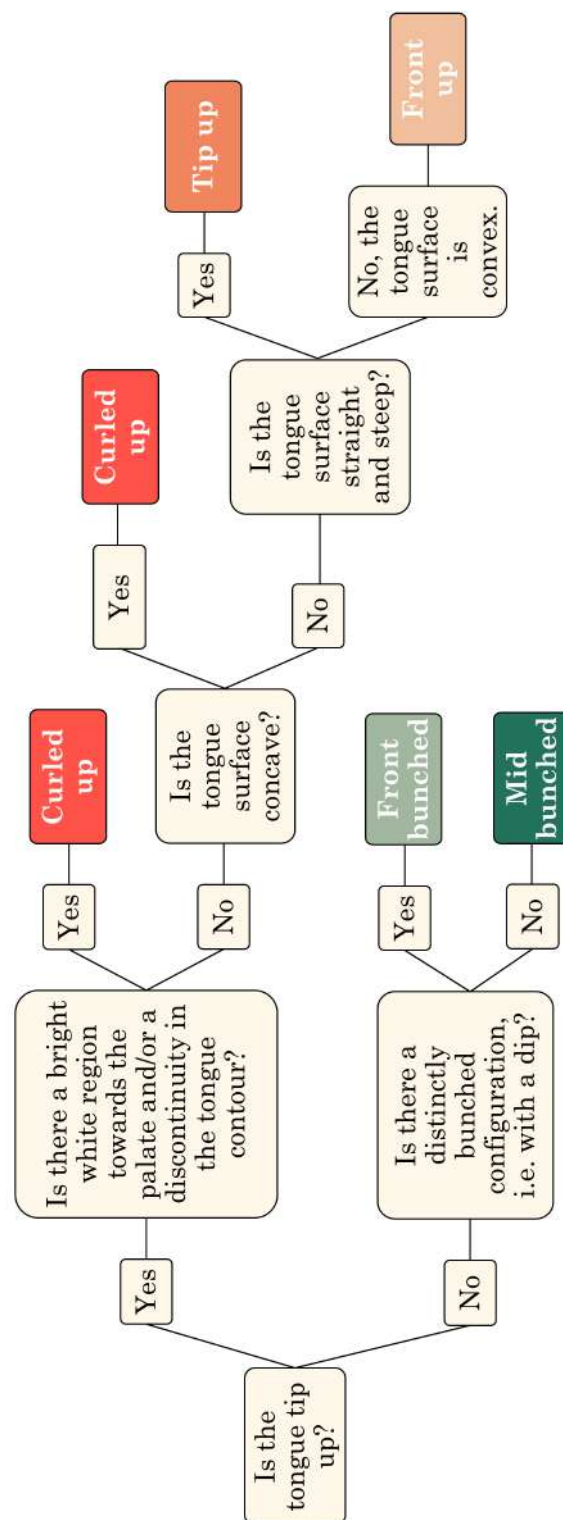 Is the
tongue tip
up?
Yes
Is there a bright
white region
towards the
palate and/or a
discontinuity in
the tongue
contour?
Yes
Curled
up
No
Is the
tongue
surface
concave?
Yes
Curled
up
No
Is the
tongue
surface
straight
and steep?
Yes
Tip up
No, the
tongue
surface
is
convex.
Front
up
No
Is there a
distinctly
bunched
configuration,
i.e. with a dip?
Yes
Front
bunched
No
Mid
bunched